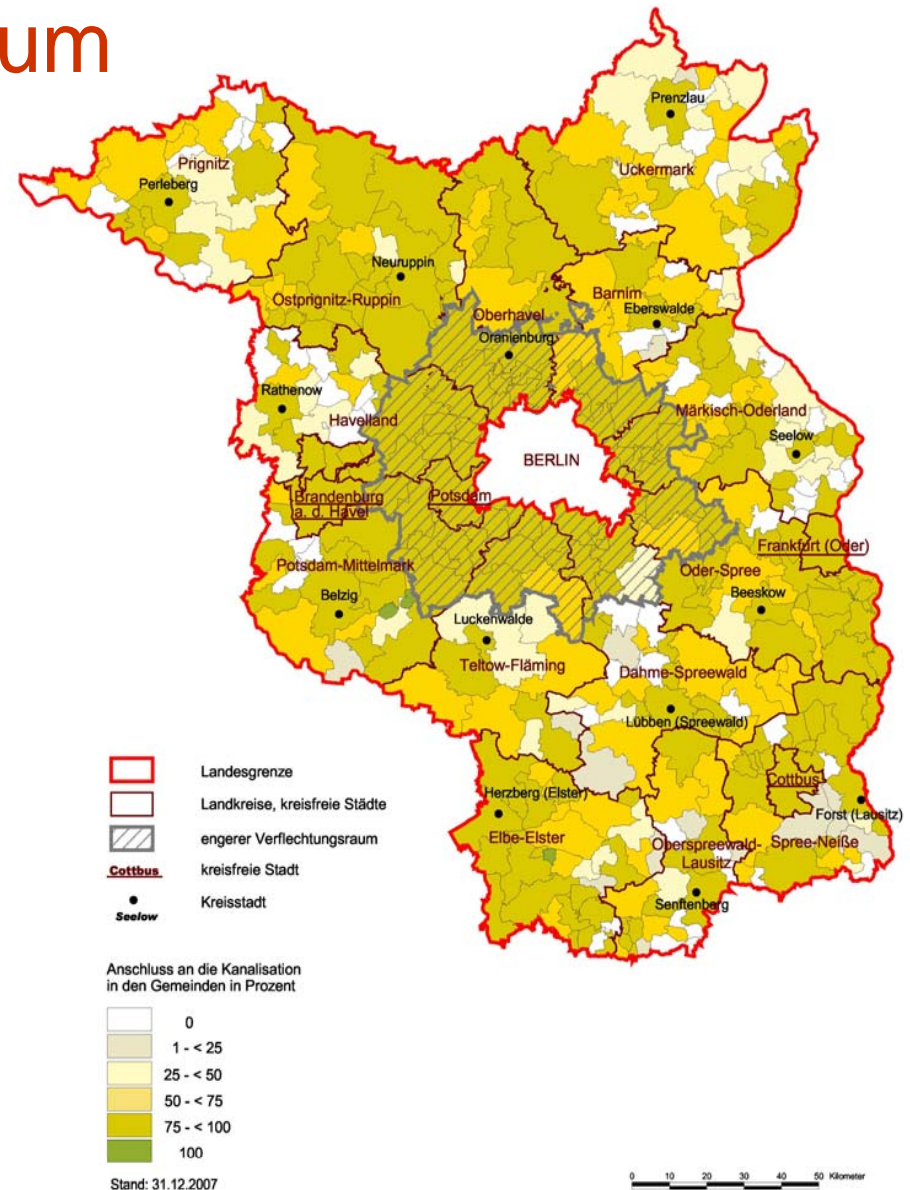 um
Prenzlau
Prignitz
Uckermark
Perleberg
Neuruppin
Ostprignitz-Ruppin
Barnim
Oberhavel
Eberswalde
Oranienburg
Rathenow
Havelland
Märkisch-Oderland
Seelow
BERLIN
Brandenburg
a. d. Havel
Potsdam
Frankfurt (Oder)
Potsdam-Mittelmark
Oder-Spree
Belzig
Beeskow
Luckenwalde
Teltow-Fläming
Dahme-Spreewald
Lübben (Spreewald)
Cottbus
Herzberg (Elster)
Forst (Lausitz)
Elbe-Elster
Oberspreewald-
Lausitz
Spree-Neiße
Senftenberg
Landesgrenze
Landkreise, kreisfreie Städte
engerer Verflechtungsraum
Cottbus kreisfreie Stadt
Kreisstadt
Seelow
Anschluss an die Kanalisation
in den Gemeinden in Prozent
0
1 - < 25
25 - < 50
50 - < 75
75 - < 100
100
Stand: 31.12.2007
0 10 20 30 40 50 Kilometer